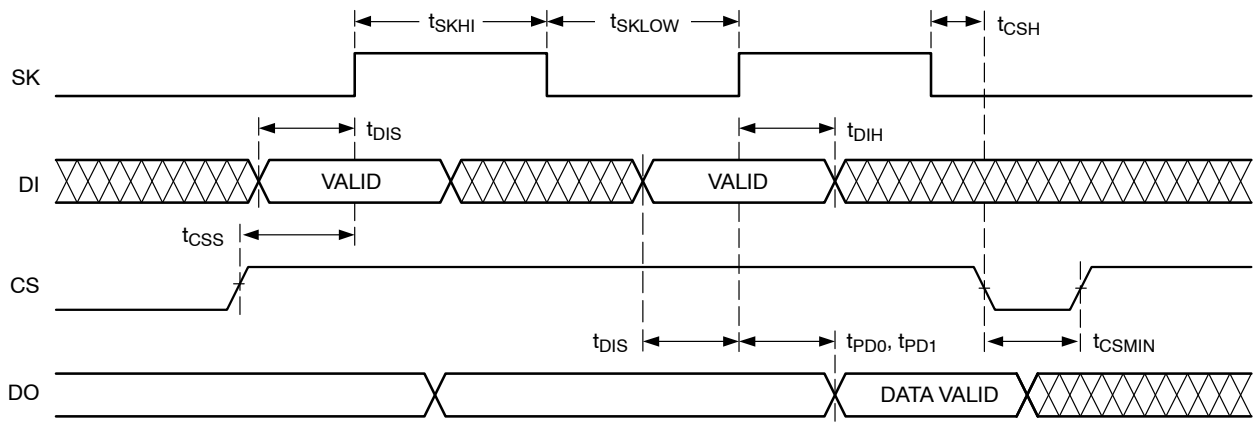 tSKHI tSKLOW tCSH
SK
tDIS tDIH
DI VALID VALID
tCSS
CS
tDIS tPD0, tPD1 tCSMIN
DO DATA VALID